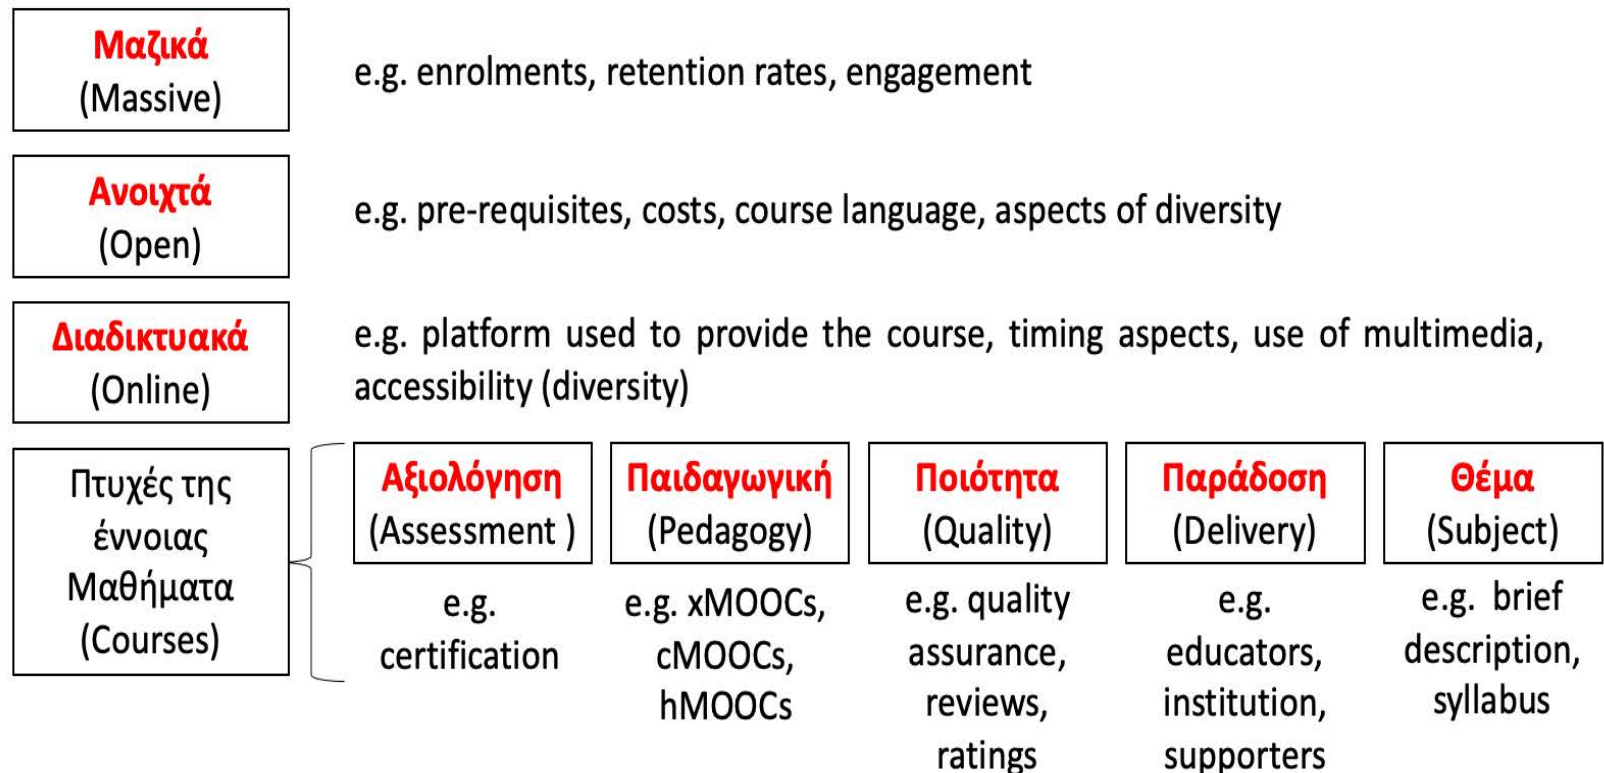 Μαζικά
(Massive)
e.g. enrolments, retention rates, engagement
Ανοιχτά
(Open)
e.g. pre-requisites, costs, course language, aspects of diversity
Διαδικτυακά
(Online)
e.g. platform used to provide the course, timing aspects, use of multimedia,
accessibility (diversity)
Πτυχές της
έννοιας
Μαθήματα
(Courses)
Αξιολόγηση
(Assessment )
e.g.
certification
Παιδαγωγική
(Pedagogy)
e.g. xMOOCs,
cMOOCs,
hMOOCs
Ποιότητα
(Quality)
e.g. quality
assurance,
reviews,
ratings
Παράδοση
(Delivery)
e.g.
educators,
institution,
supporters
Θέμα
(Subject)
e.g. brief
description,
syllabus